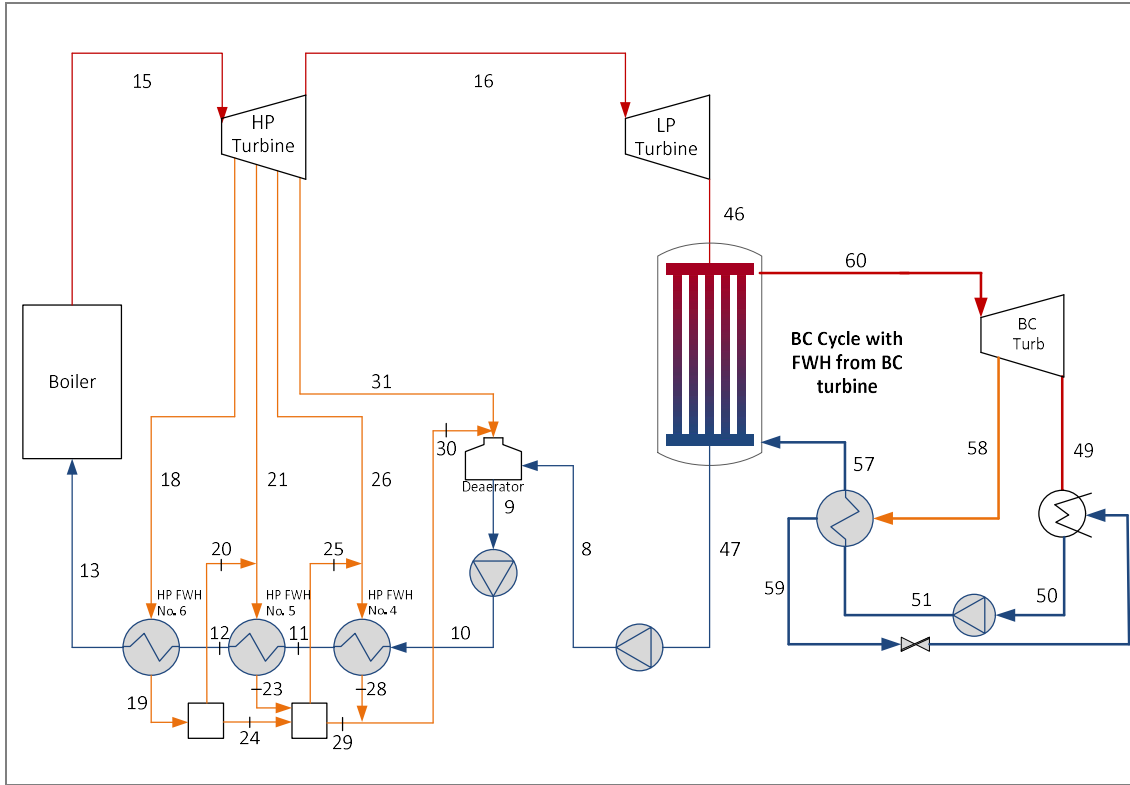 15
16
HP
Turbine
LP
Turbine
46
60
BC
Turb
Boiler
BC Cycle with
FWH from BC
turbine
31
30
18
21
26
Deaerator
9
57
58
49
20
25
8
47
13
59
51
50
HP FWH
No. 6
HP FWH
No. 5
HP FWH
No. 4
12
11
10
19
23
28
24
29